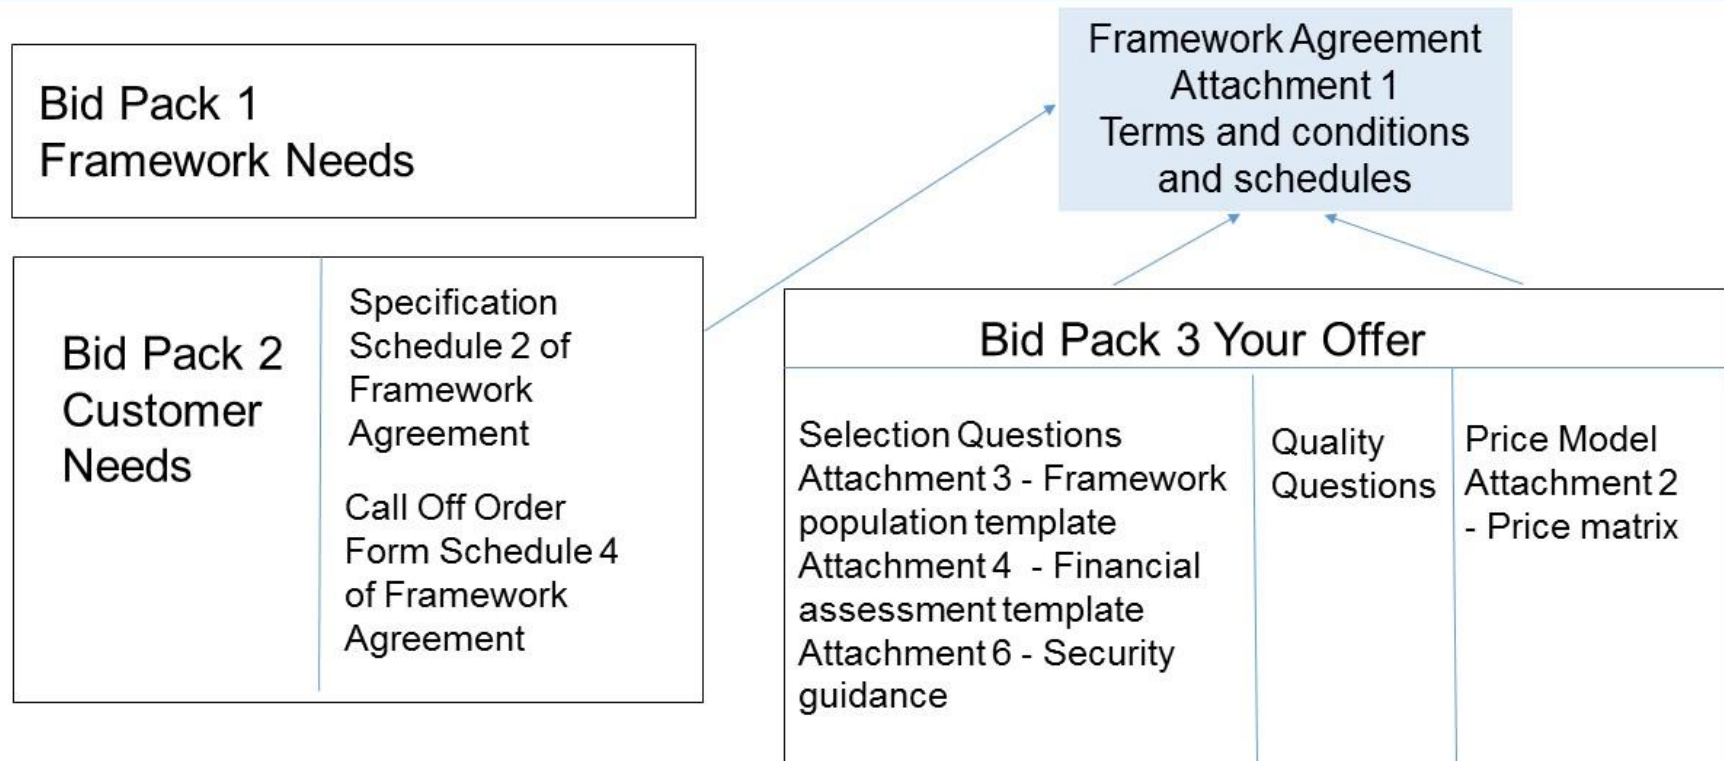 Bid Pack 1
Framework Needs
Framework Agreement
Attachment 1
Terms and conditions
and schedules
Bid Pack 2
Customer
Needs
Specification
Schedule 2 of
Framework
Agreement
Call Off Order
Form Schedule 4
of Framework
Agreement
Bid Pack 3 Your Offer
Selection Questions
Attachment 3 - Framework
population template
Attachment 4 - Financial
assessment template
Attachment 6 - Security
guidance
Quality
Questions
Price Model
Attachment 2
- Price matrix